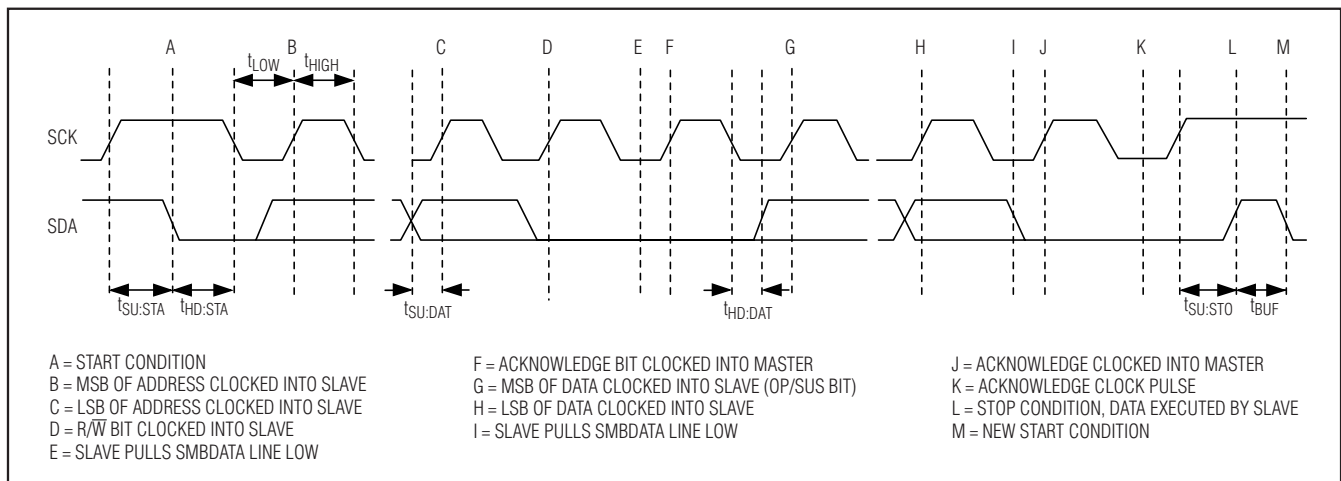 A B C D E F G H I J K L M
tLOW tHIGH
SCK
SDA
tSU:STA tHD:STA tSU:DAT tHD:DAT tSU:STO tBUF
A = START CONDITION
B = MSB OF ADDRESS CLOCKED INTO SLAVE
C = LSB OF ADDRESS CLOCKED INTO SLAVE
D = R/W̅ BIT CLOCKED INTO SLAVE
E = SLAVE PULLS SMBDATA LINE LOW
F = ACKNOWLEDGE BIT CLOCKED INTO MASTER
G = MSB OF DATA CLOCKED INTO SLAVE (OP/SUS BIT)
H = LSB OF DATA CLOCKED INTO SLAVE
I = SLAVE PULLS SMBDATA LINE LOW
J = ACKNOWLEDGE CLOCKED INTO MASTER
K = ACKNOWLEDGE CLOCK PULSE
L = STOP CONDITION, DATA EXECUTED BY SLAVE
M = NEW START CONDITION